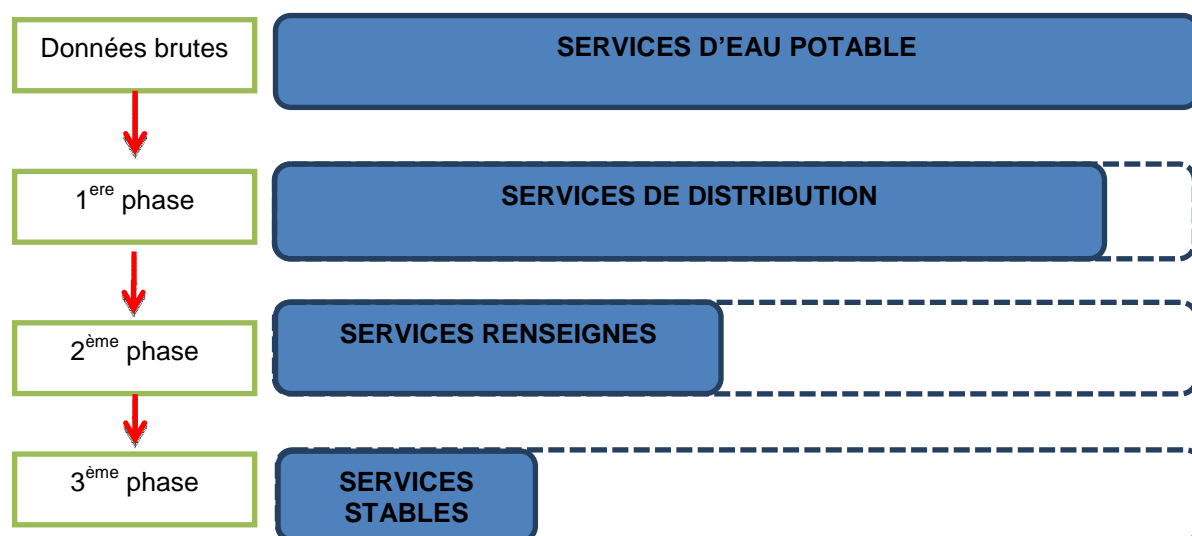 Données brutes
SERVICES D'EAU POTABLE
1ere phase
SERVICES DE DISTRIBUTION
2ème phase
SERVICES RENSEIGNES
3ème phase
SERVICES
STABLES